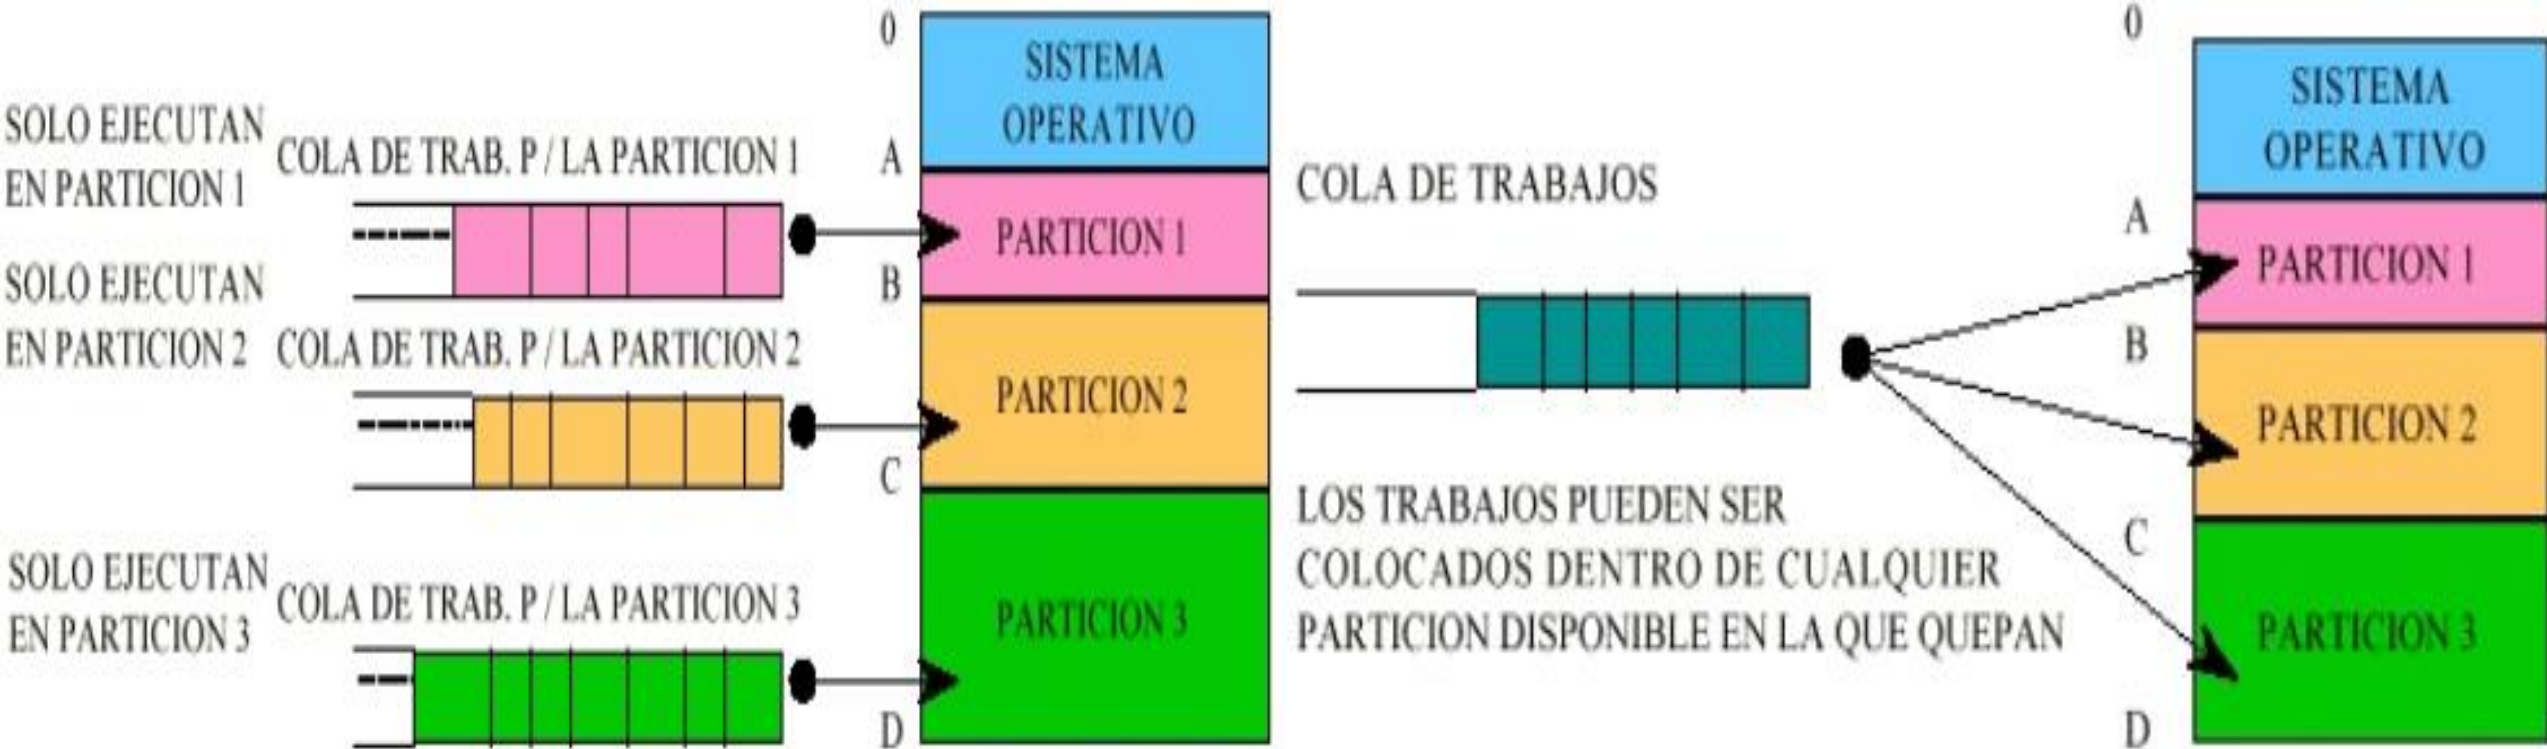 SOLO EJECUTAN
EN PARTICION 1
COLA DE TRAB. P / LA PARTICION 1
SOLO EJECUTAN
EN PARTICION 2
COLA DE TRAB. P / LA PARTICION 2
SOLO EJECUTAN
EN PARTICION 3
COLA DE TRAB. P / LA PARTICION 3
0
A
B
C
D
SISTEMA
OPERATIVO
PARTICION 1
PARTICION 2
PARTICION 3
COLA DE TRABAJOS
LOS TRABAJOS PUEDEN SER
COLOCADOS DENTRO DE CUALQUIER
PARTICION DISPONIBLE EN LA QUE QUEPAN
0
A
B
C
D
SISTEMA
OPERATIVO
PARTICION 1
PARTICION 2
PARTICION 3